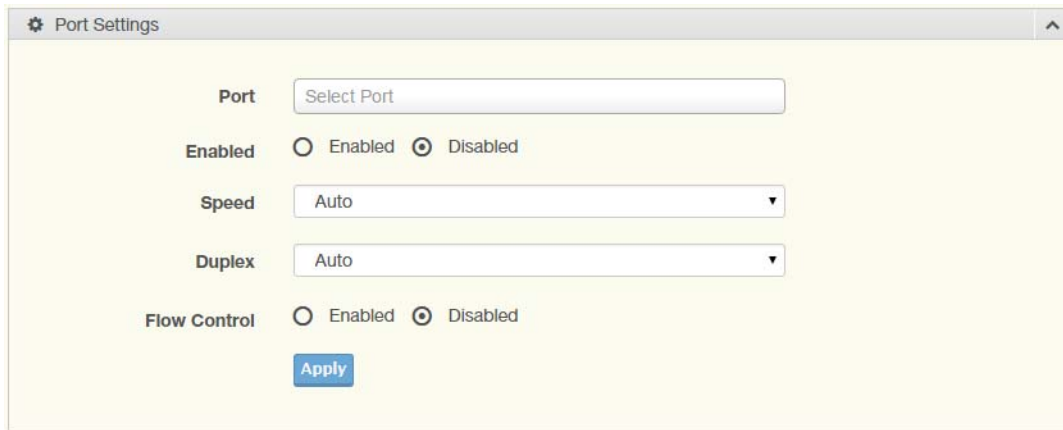 Port Settings
Port Select Port
Enabled Enabled Disabled
Speed Auto
Duplex Auto
Flow Control Enabled Disabled
Apply